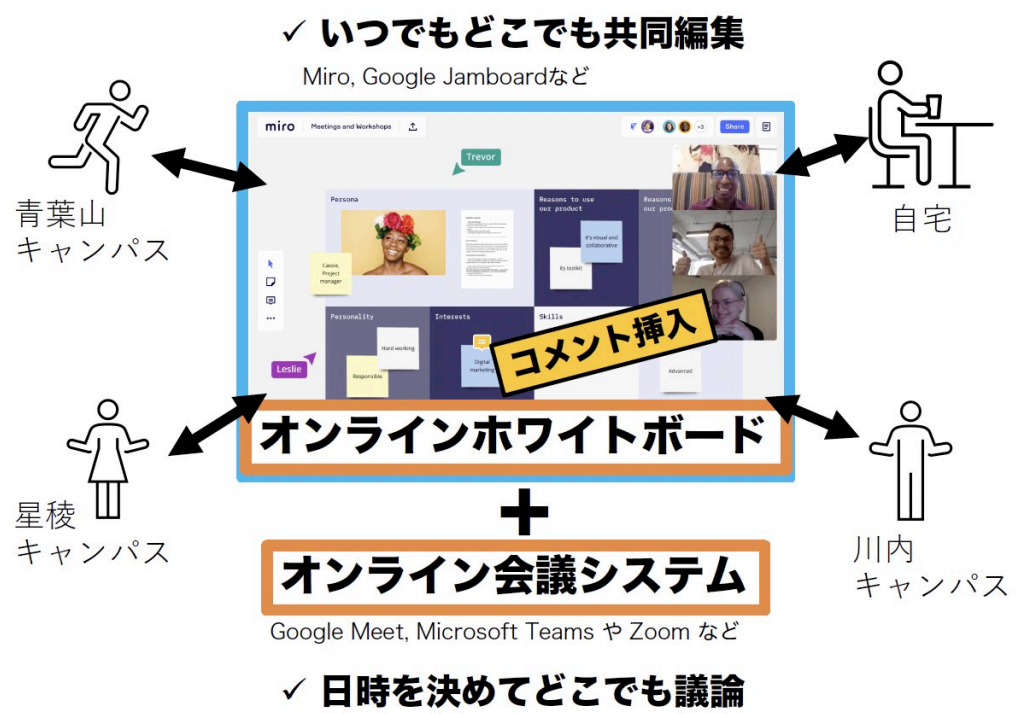 ✓ いつでもどこでも共同編集
Miro, Google Jamboardなど
miro
Meetings and Workshops
+3
Share
Trevor
Persona
Reasons to use
our product
Reasons
our pro
It's visual and
collaborative
Its toolkit
Cassie,
Project
manager
Personality
Interests
Skills
Hard working
Responsible
Digital
marketing
Advanced
Leslie
コメント挿入
オンラインホワイトボード
青葉山
キャンパス
自宅
星稜
キャンパス
川内
キャンパス
+
オンライン会議システム
Google Meet, Microsoft Teams や Zoom など
✓ 日時を決めてどこでも議論